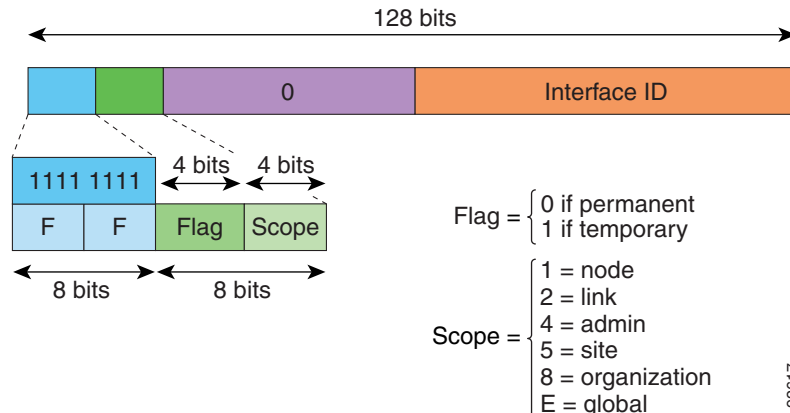 128 bits
0
Interface ID
1111 1111
4 bits
4 bits
F
F
Flag
Scope
8 bits
8 bits
Flag =
0 if permanent
1 if temporary
Scope =
1 = node
2 = link
4 = admin
5 = site
8 = organization
E = global